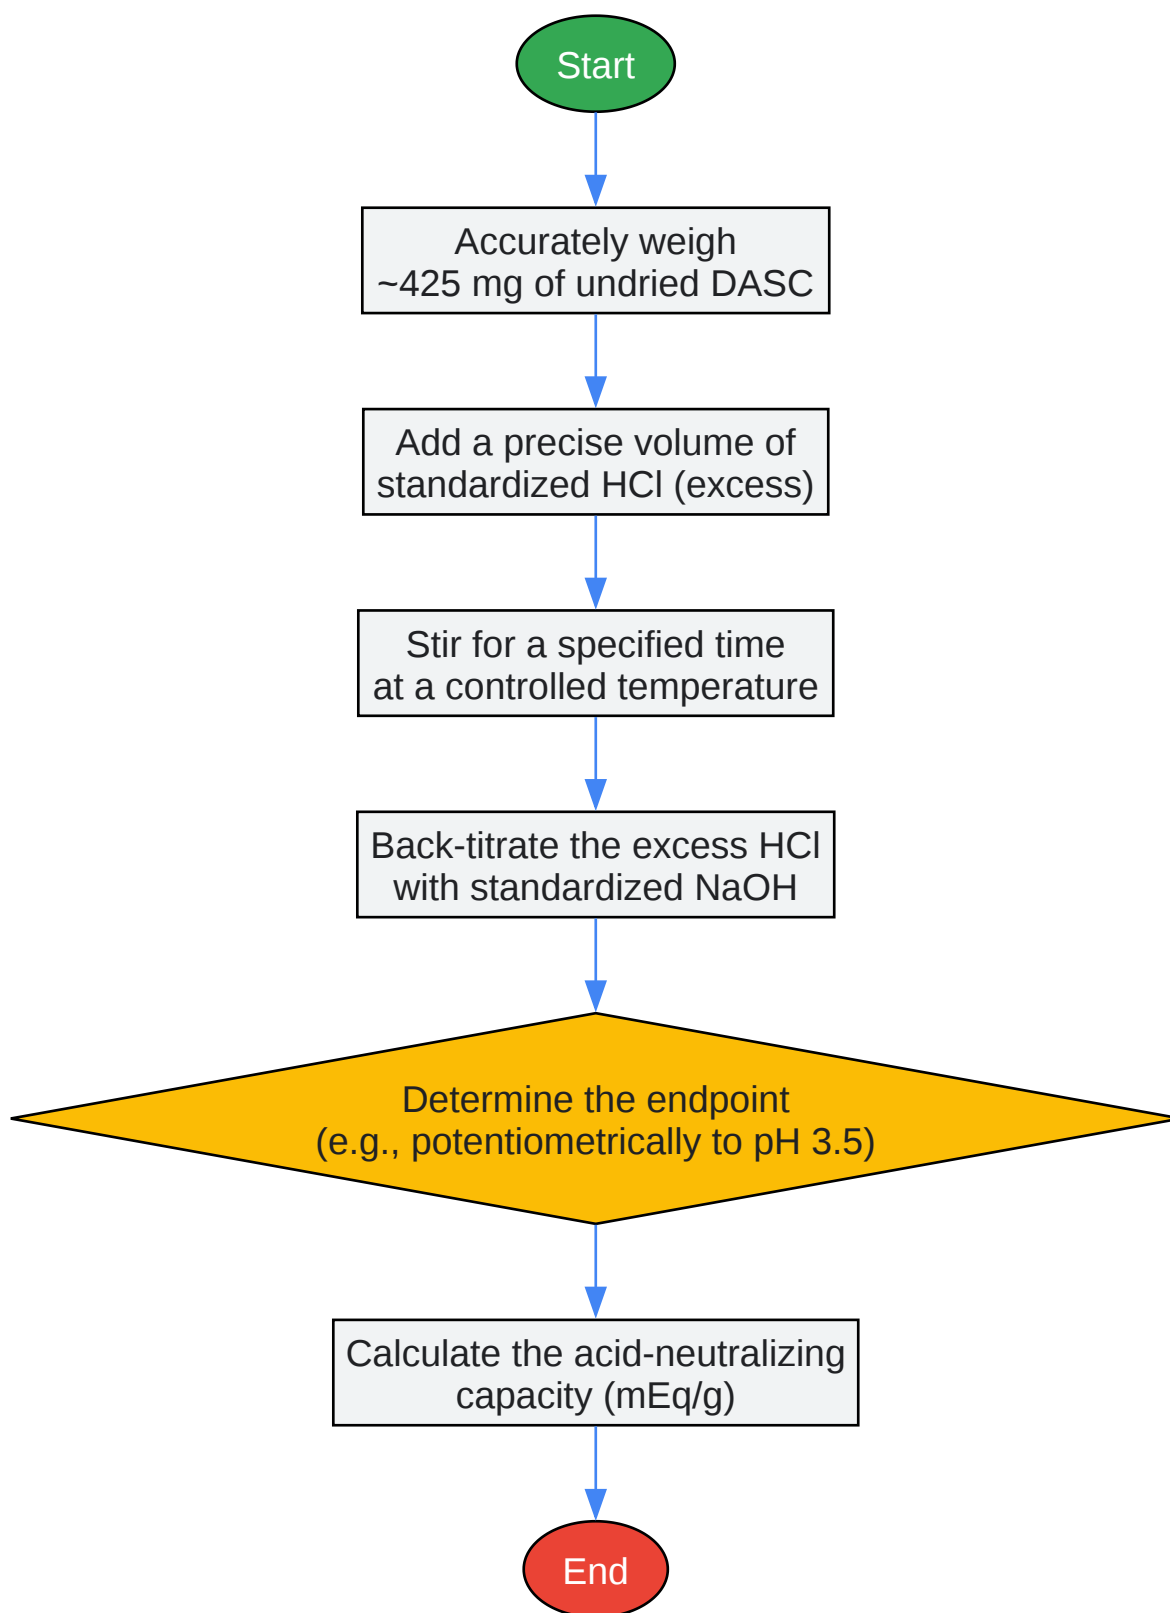 Start
Accurately weigh
~425 mg of undried DASC
Add a precise volume of
standardized HCl (excess)
Stir for a specified time
at a controlled temperature
Back-titrate the excess HCl
with standardized NaOH
Determine the endpoint
(e.g., potentiometrically to pH 3.5)
Calculate the acid-neutralizing
capacity (mEq/g)
End